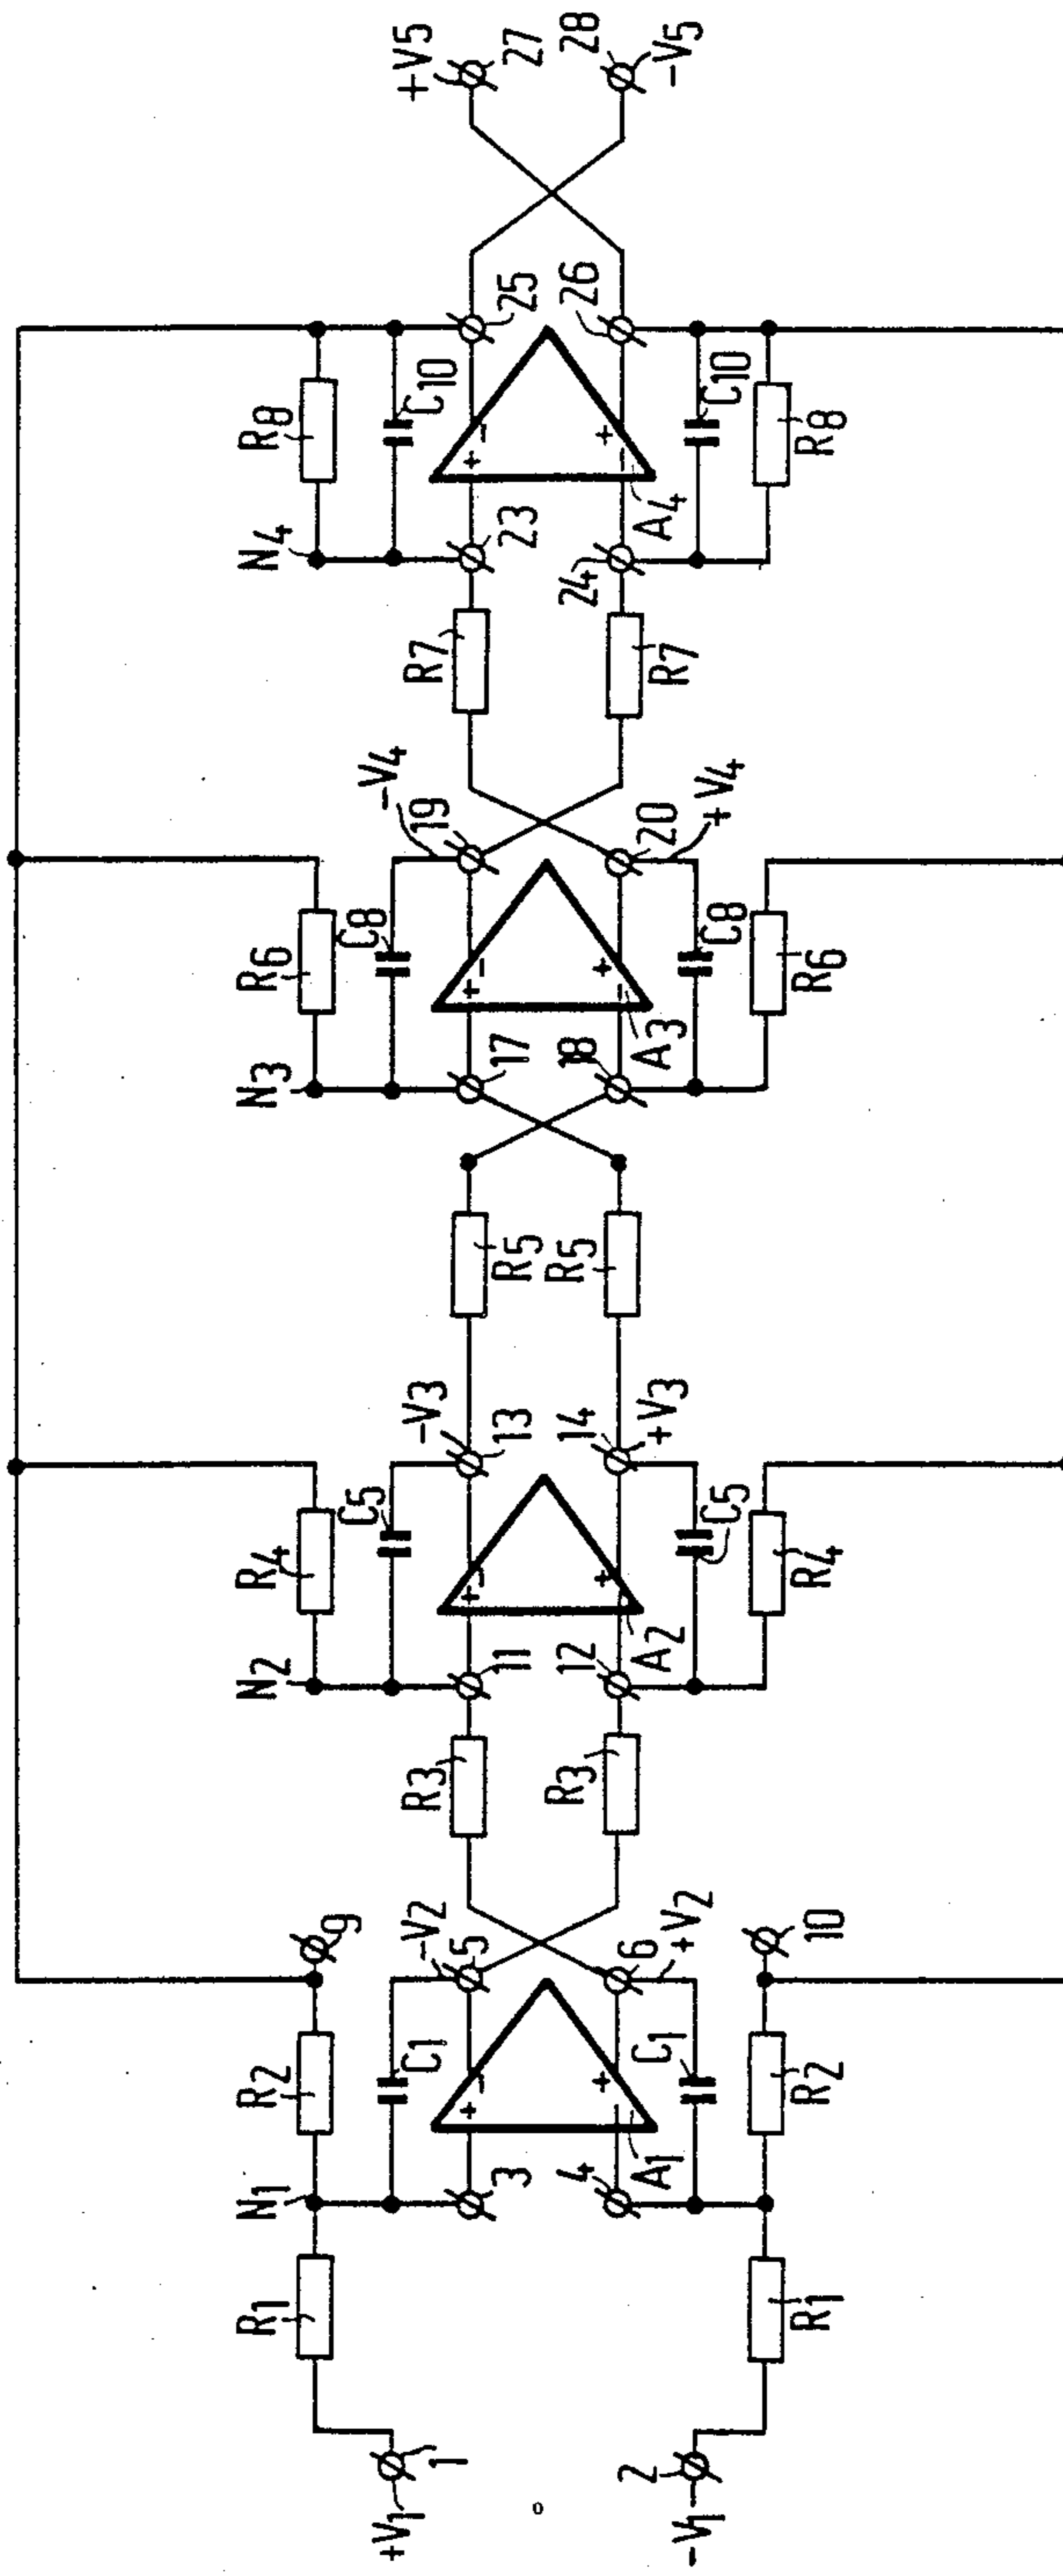 +V1
1
-V1
2
R1
R1
N1
R2
R2
C1
C1
3
4
+
-
+
A1
9
10
-V2
5
6
+V2
R3
R3
N2
R4
R4
C5
C5
11
12
+
-
+
A2
-V3
13
14
+V3
R5
R5
N3
R6
R6
C8
C8
17
18
+
-
-
+
A3
-V4
19
20
+V4
R7
R7
N4
R8
R8
C10
C10
23
24
+
-
-
+
A4
25
26
+V5
27
28
-V5